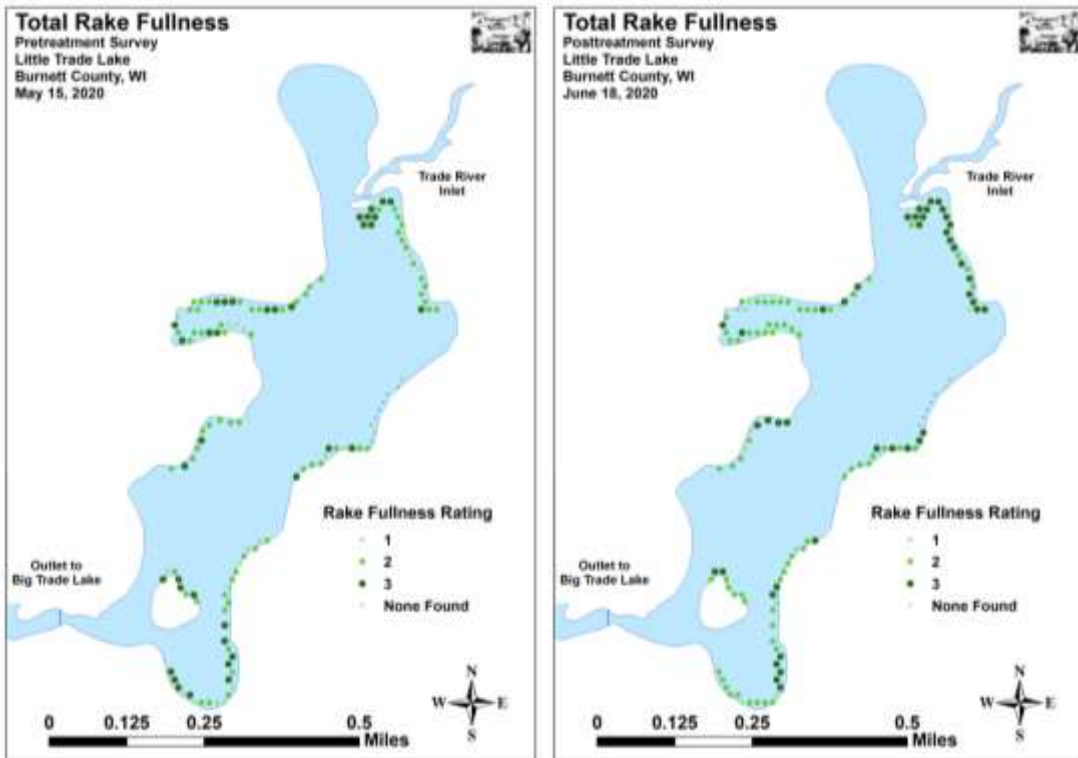 Total Rake Fullness
Pretreatment Survey
Little Trade Lake
Burnett County, WI
May 15, 2020
Trade River
Inlet
Rake Fullness Rating
1
2
3
None Found
Outlet to
Big Trade Lake
N
W E
S
0 0.125 0.25 0.5
Miles
Total Rake Fullness
Posttreatment Survey
Little Trade Lake
Burnett County, WI
June 18, 2020
Trade River
Inlet
Rake Fullness Rating
1
2
3
None Found
Outlet to
Big Trade Lake
N
W E
S
0 0.125 0.25 0.5
Miles